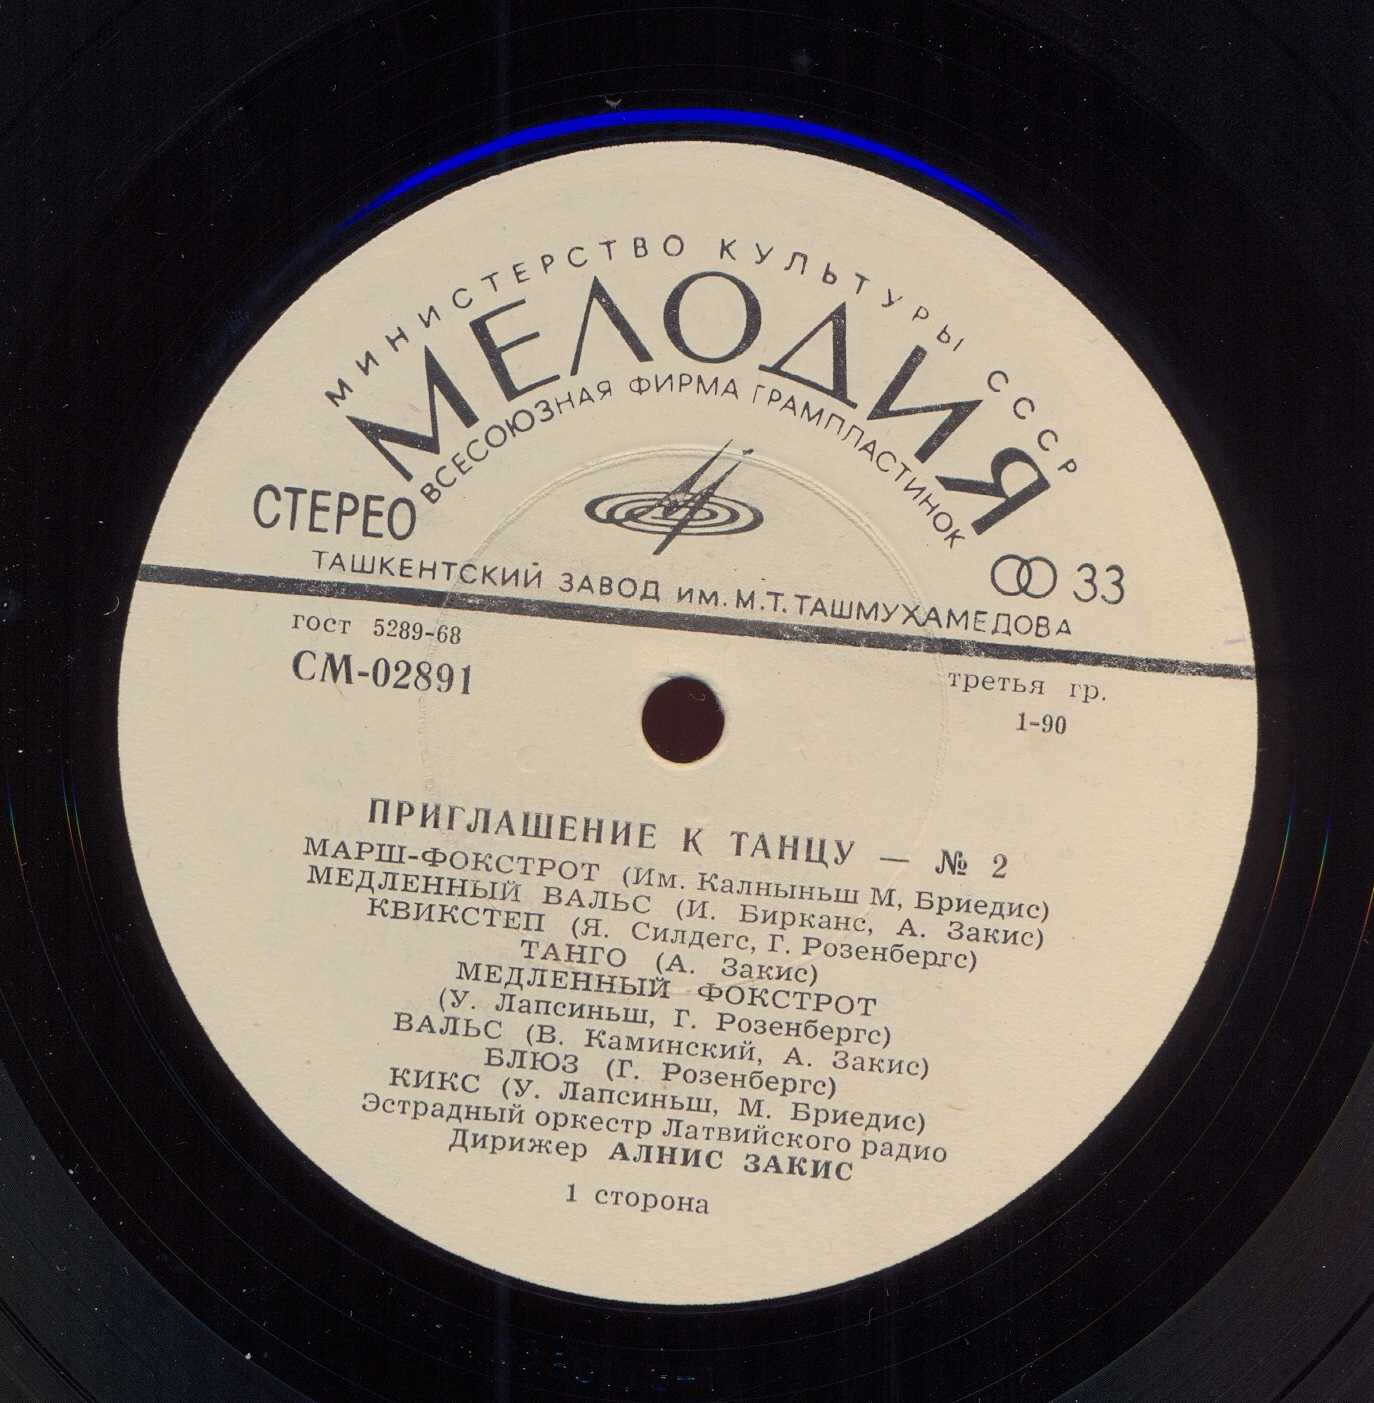 МИНИСТЕРСТВО КУЛЬТУРЫ СССР
МЕЛОДИЯ
ВСЕСОЮЗНАЯ ФИРМА ГРАМПЛАСТИНОК
СТЕРЕО
33
ТАШКЕНТСКИЙ ЗАВОД ИМ. М.Т. ТАШМУХАМЕДОВА
гост 5289-68
СМ-02891
третья гр.
1-90
ПРИГЛАШЕНИЕ К ТАНЦУ — № 2
МАРШ-ФОКСТРОТ (Им. Калныньш М, Бриедис)
МЕДЛЕННЫЙ ВАЛЬС (И. Бирканс, А. Закис)
КВИКСТЕП (Я. Силдегс, Г. Розенбергс)
ТАНГО (А. Закис)
МЕДЛЕННЫЙ ФОКСТРОТ
(У. Лапсиньш, Г. Розенбергс)
ВАЛЬС (В. Каминский, А. Закис)
БЛЮЗ (Г. Розенбергс)
КИКС (У. Лапсиньш, М. Бриедис)
Эстрадный оркестр Латвийского радио
Дирижер АЛНИС ЗАКИС
1 сторона